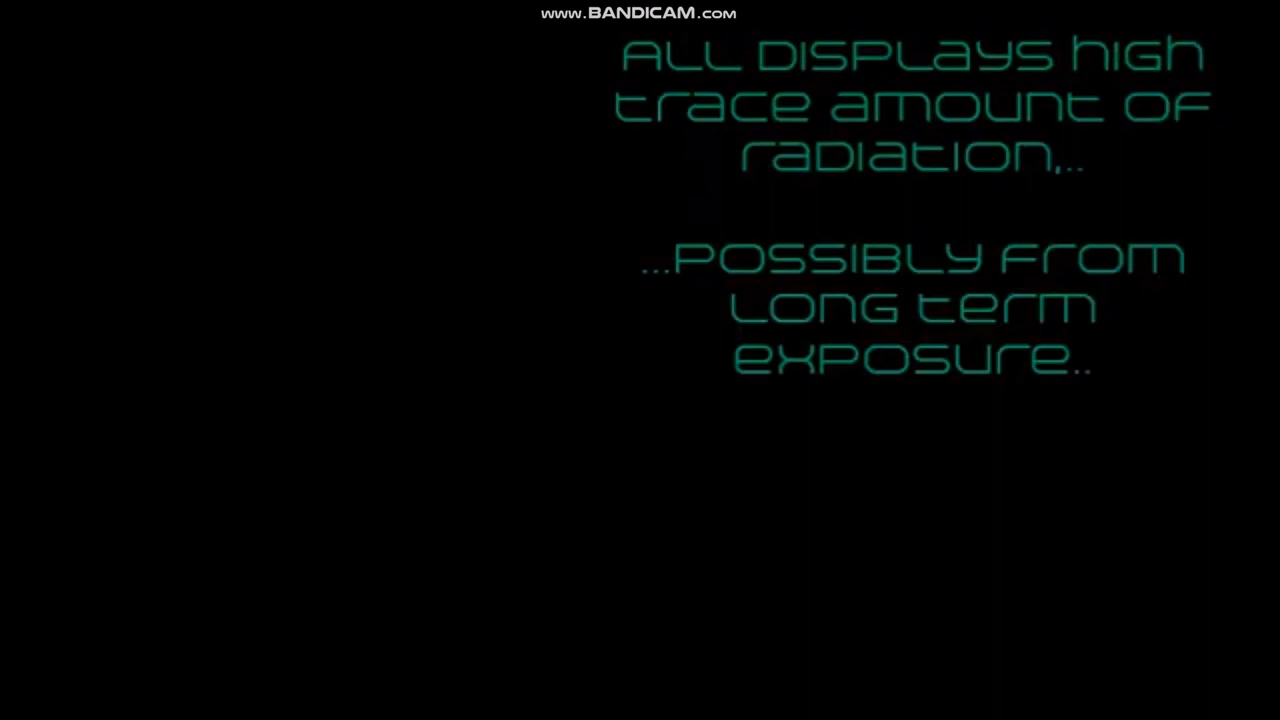 www.BANDICAM.com
ALL DISPLAYS HIGH
TRACE AMOUNT OF
RADIATION,..
...POSSIBLY FROM
LONG TERM
EXPOSURE..